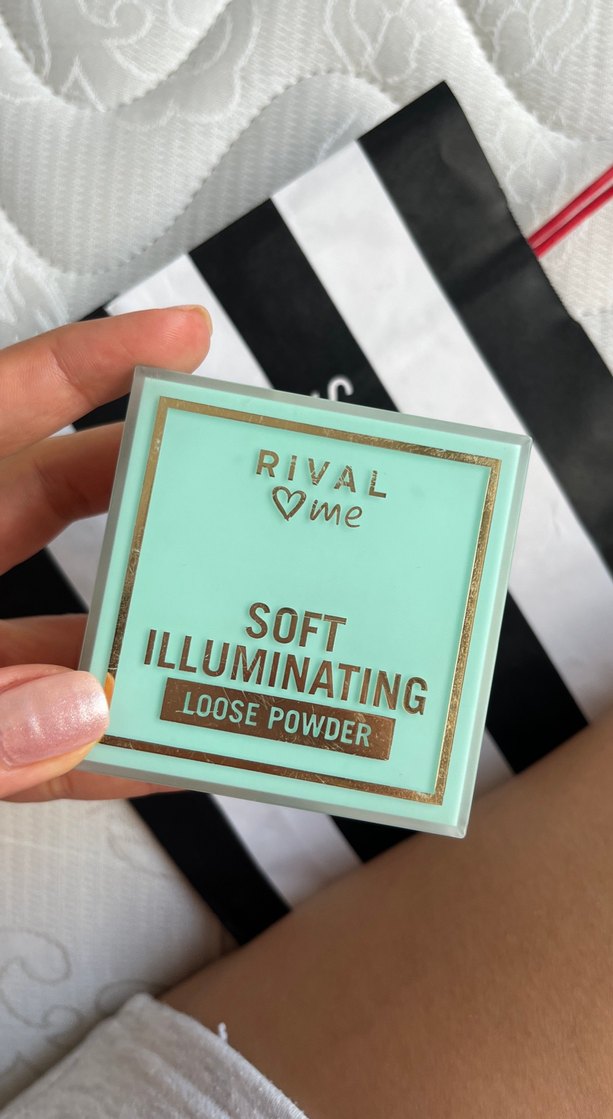 RIVAL
♡me
SOFT
ILLUMINATING
LOOSE POWDER